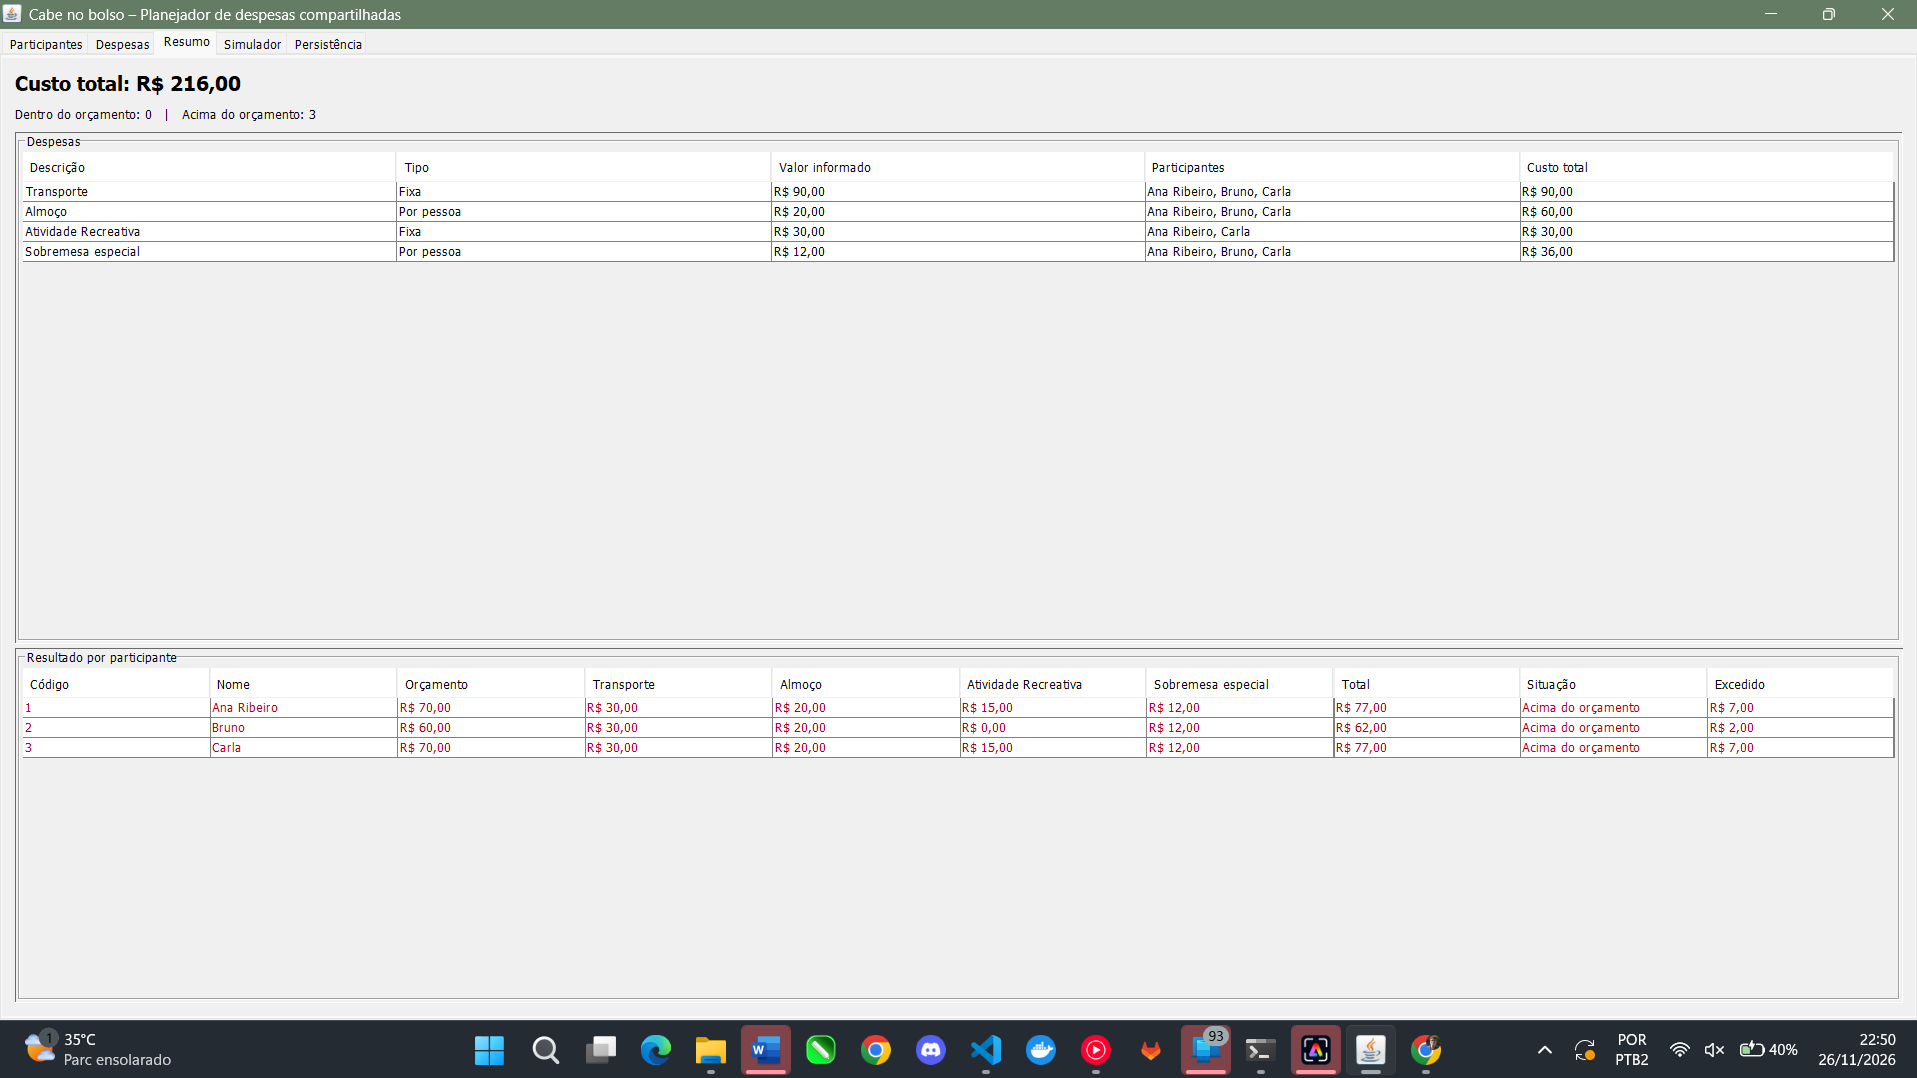 Cabe no bolso – Planejador de despesas compartilhadas
Participantes Despesas Resumo Simulador Persistência
Custo total: R$ 216,00
Dentro do orçamento: 0 | Acima do orçamento: 3
Despesas
Descrição Tipo Valor informado Participantes Custo total
Transporte Fixa R$ 90,00 Ana Ribeiro, Bruno, Carla R$ 90,00
Almoço Por pessoa R$ 20,00 Ana Ribeiro, Bruno, Carla R$ 60,00
Atividade Recreativa Fixa R$ 30,00 Ana Ribeiro, Carla R$ 30,00
Sobremesa especial Por pessoa R$ 12,00 Ana Ribeiro, Bruno, Carla R$ 36,00
Resultado por participante
Código Nome Orçamento Transporte Almoço Atividade Recreativa Sobremesa especial Total Situação Excedido
1 Ana Ribeiro R$ 70,00 R$ 30,00 R$ 20,00 R$ 15,00 R$ 12,00 R$ 77,00 Acima do orçamento R$ 7,00
2 Bruno R$ 60,00 R$ 30,00 R$ 20,00 R$ 0,00 R$ 12,00 R$ 62,00 Acima do orçamento R$ 2,00
3 Carla R$ 70,00 R$ 30,00 R$ 20,00 R$ 15,00 R$ 12,00 R$ 77,00 Acima do orçamento R$ 7,00
1 35°C
Parc ensolarado
W
93
POR
PTB2
40%
22:50
26/11/2026